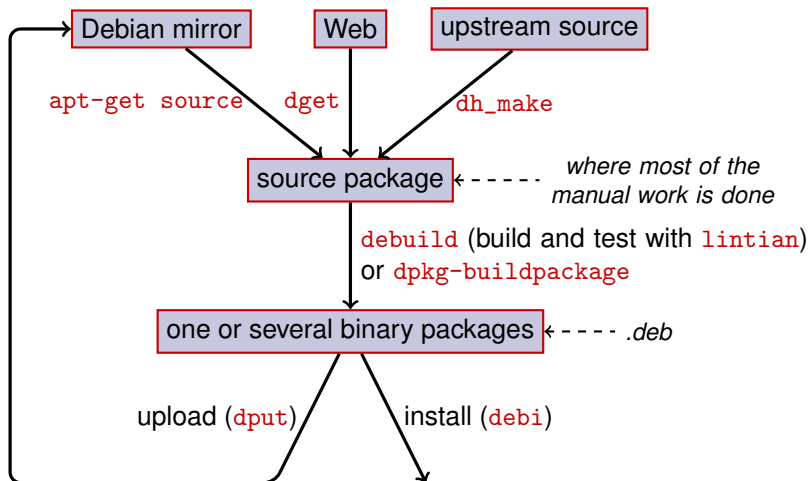 Debian mirror
Web
upstream source
apt-get source
dget
dh_make
source package
where most of the
manual work is done
debuild (build and test with lintian)
or dpkg-buildpackage
one or several binary packages
.deb
upload (dput)
install (debi)